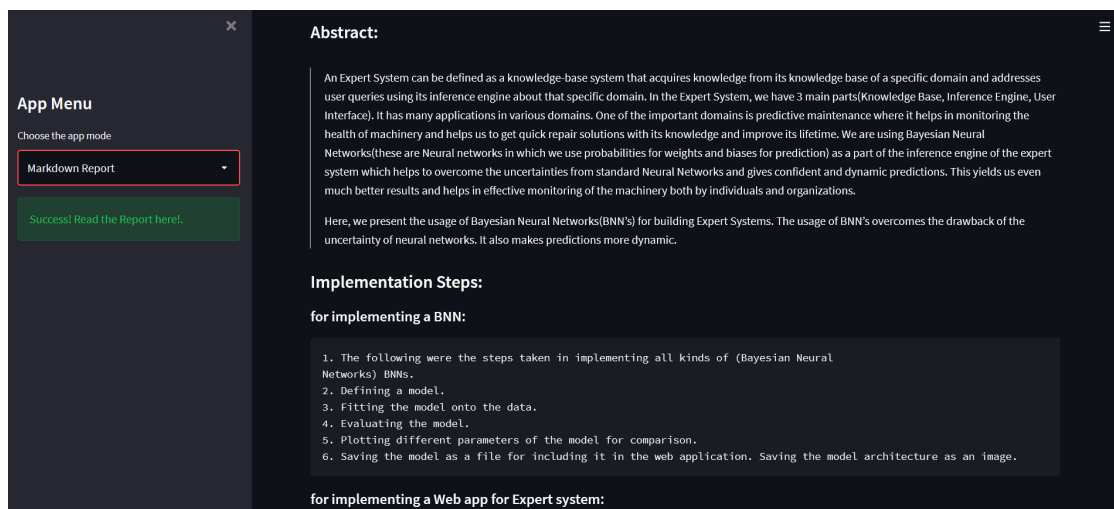 App Menu
Choose the app mode
Markdown Report
Success! Read the Report here!.
Abstract:
An Expert System can be defined as a knowledge-base system that acquires knowledge from its knowledge base of a specific domain and addresses
user queries using its inference engine about that specific domain. In the Expert System, we have 3 main parts(Knowledge Base, Inference Engine, User
Interface). It has many applications in various domains. One of the important domains is predictive maintenance where it helps in monitoring the
health of machinery and helps us to get quick repair solutions with its knowledge and improve its lifetime. We are using Bayesian Neural
Networks(these are Neural networks in which we use probabilities for weights and biases for prediction) as a part of the inference engine of the expert
system which helps to overcome the uncertainties from standard Neural Networks and gives confident and dynamic predictions. This yields us even
much better results and helps in effective monitoring of the machinery both by individuals and organizations.
Here, we present the usage of Bayesian Neural Networks(BNN's) for building Expert Systems. The usage of BNN's overcomes the drawback of the
uncertainty of neural networks. It also makes predictions more dynamic.
Implementation Steps:
for implementing a BNN:
1. The following were the steps taken in implementing all kinds of (Bayesian Neural
Networks) BNNs.
2. Defining a model.
3. Fitting the model onto the data.
4. Evaluating the model.
5. Plotting different parameters of the model for comparison.
6. Saving the model as a file for including it in the web application. Saving the model architecture as an image.
for implementing a Web app for Expert system: